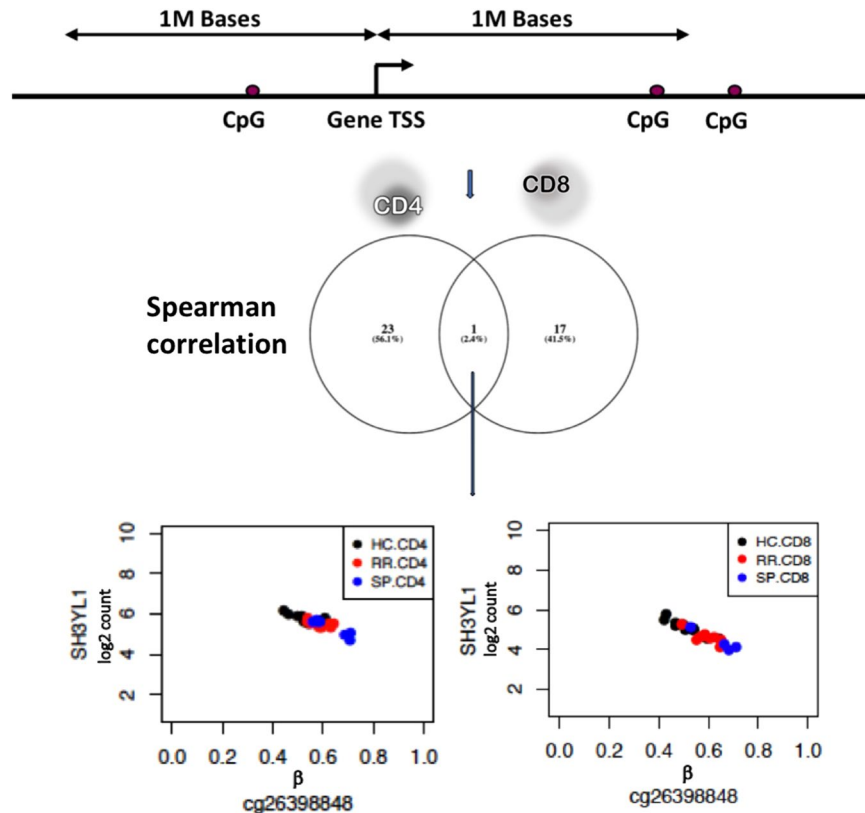 1M Bases 1M Bases
CpG Gene TSS CpG CpG
CD4 CD8
Spearman
correlation
23 1 17
(56.1%) (2.4%) (41.5%)
SH3YL1
log2 count
10
8
6
4
2
HC.CD4
RR.CD4
SP.CD4
0.0 0.2 0.4 0.6 0.8 1.0
β
cg26398848
SH3YL1
log2 count
10
8
6
4
2
HC.CD8
RR.CD8
SP.CD8
0.0 0.2 0.4 0.6 0.8 1.0
β
cg26398848